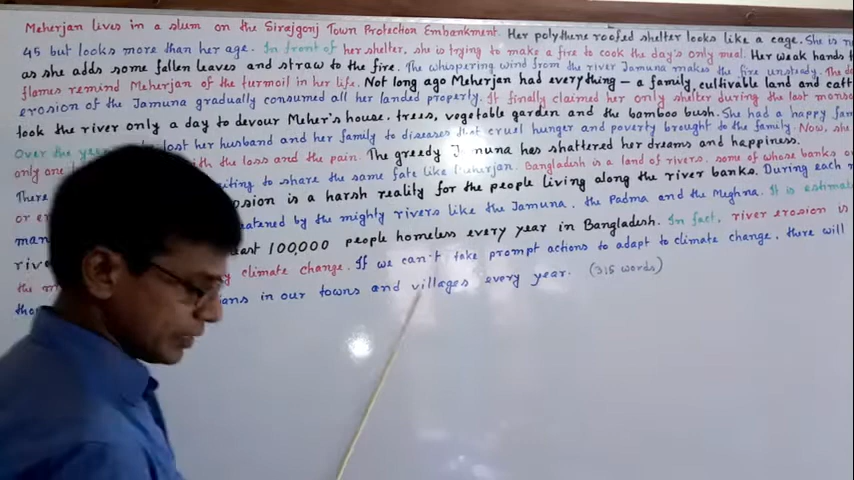 Meherjan lives in a slum on the Sirajgonj Town Protection Embankment. Her polythene roofed shelter looks like a cage. She is
45 but looks more than her age. In front of her shelter, she is trying to make a fire to cook the day's only meal. Her weak hands
as she adds some fallen leaves and straw to the fire. The whispering wind from the river Jamuna makes the fire unsteady. The
flames remind Meherjan of the turmoil in her life. Not long ago Meherjan had everything – a family, cultivable land and
erosion of the Jamuna gradually consumed all her landed property. It finally claimed her only shelter during the last
took the river only a day to devour Meher's house, trees, vegetable garden and the bamboo bush. She had a happy
Over the lost her husband and her family to diseases that cruel hunger and poverty brought to the family. Now, she
only one with the loss and the pain. The greedy Jamuna has shattered her dreams and happiness.
There to share the same fate like Meherjan. Bangladesh is a land of rivers. some of whose banks
or is a harsh reality for the people living along the river banks. During each
man by the mighty rivers like the Jamuna, the Padma and the Meghna. It is
100,000 people homeless every year in Bangladesh. In fact, river erosion is
the climate change. If we can't take prompt actions to adapt to climate change, there will
in our towns and villages every year. (315 words)